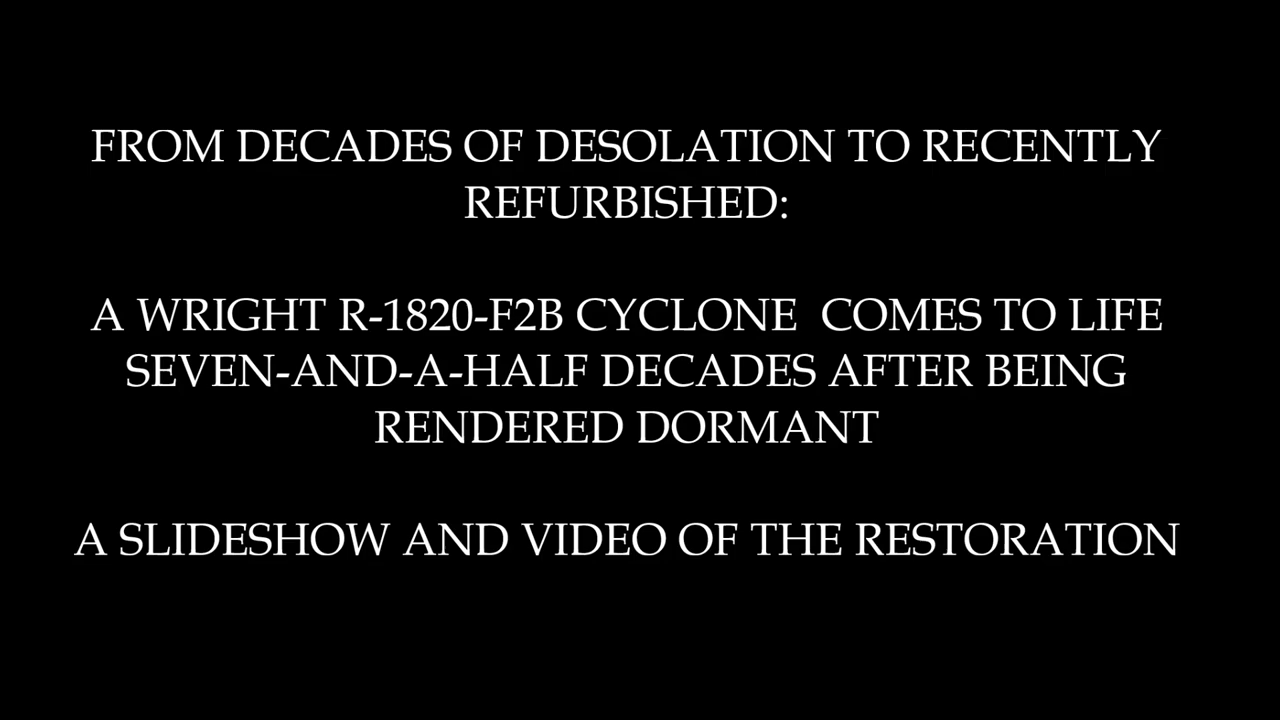 FROM DECADES OF DESOLATION TO RECENTLY
REFURBISHED:
A WRIGHT R-1820-F2B CYCLONE  COMES TO LIFE
SEVEN-AND-A-HALF DECADES AFTER BEING
RENDERED DORMANT
A SLIDESHOW AND VIDEO OF THE RESTORATION